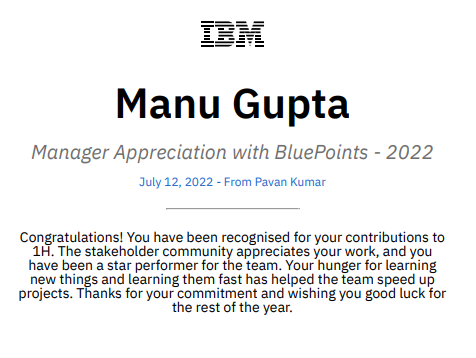 IBM
Manu Gupta
Manager Appreciation with BluePoints - 2022
July 12, 2022 - From Pavan Kumar
Congratulations! You have been recognised for your contributions to
1H. The stakeholder community appreciates your work, and you
have been a star performer for the team. Your hunger for learning
new things and learning them fast has helped the team speed up
projects. Thanks for your commitment and wishing you good luck for
the rest of the year.